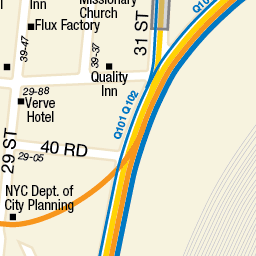 Inn
Missionary
Church
Flux Factory
39-47
39-37
31 ST
Quality
Inn
29-88
Verve
Hotel
Q101 Q102
40 RD
29-05
29 ST
NYC Dept. of
City Planning